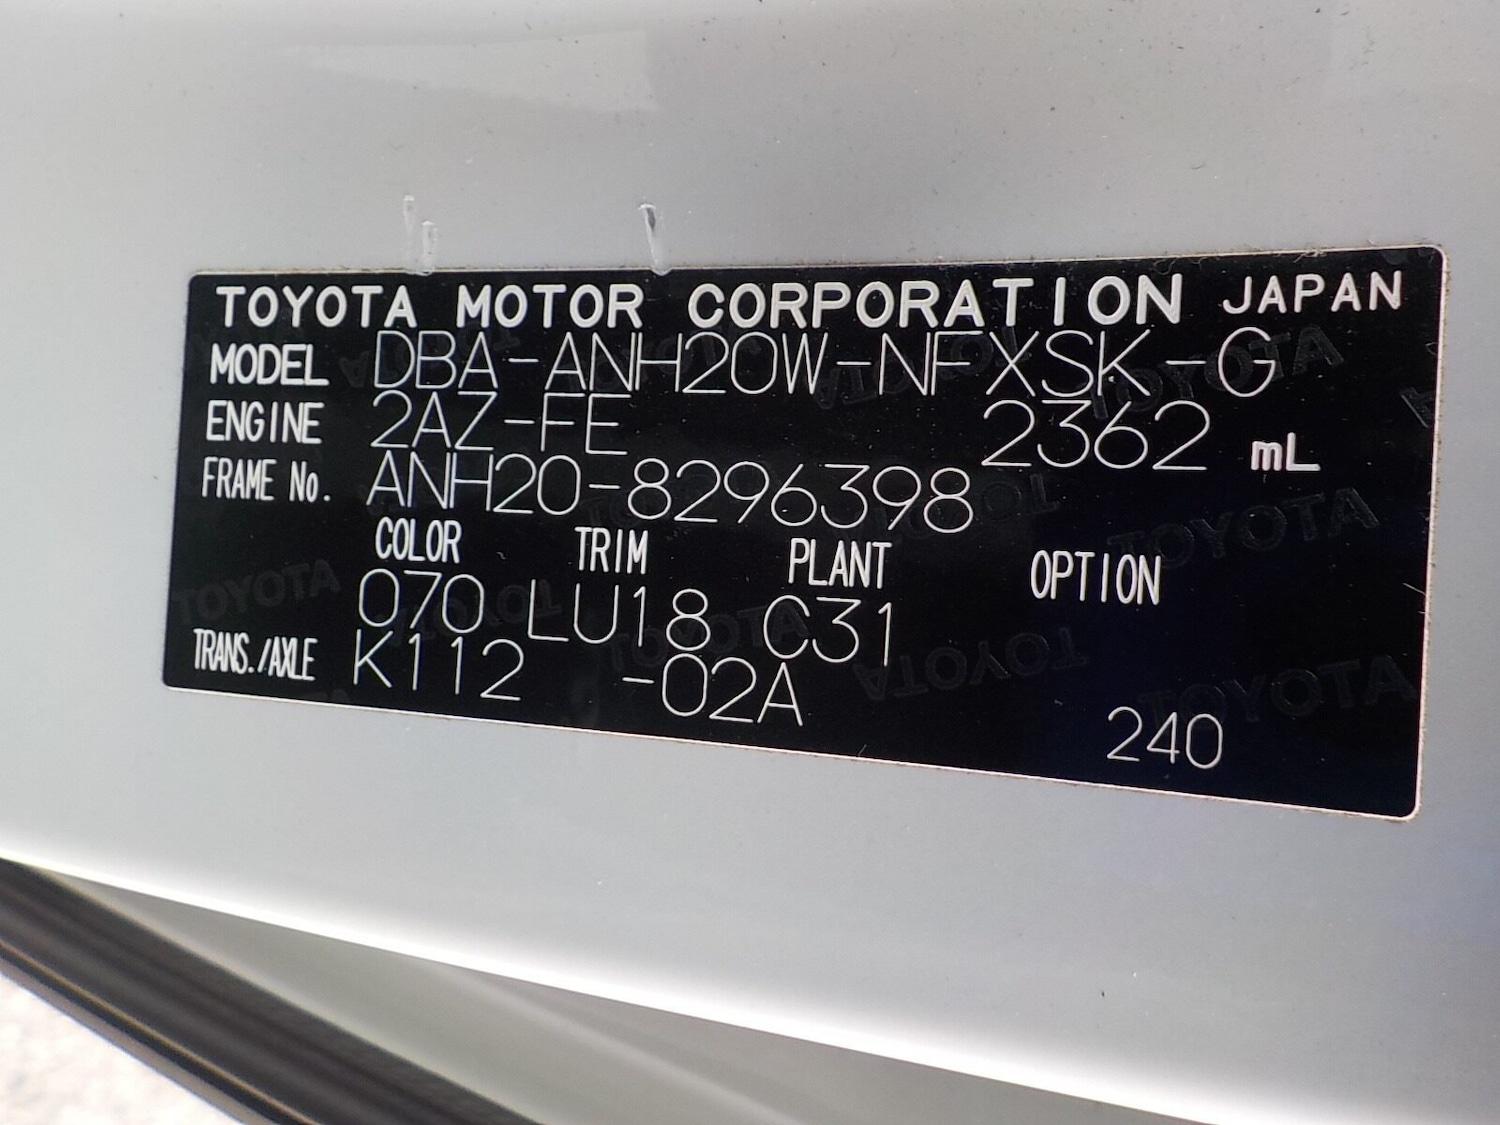 TOYOTA MOTOR CORPORATION JAPAN
MODEL DBA-ANH20W-NFXSK-G
ENGINE 2AZ-FE 2362 mL
FRAME No. ANH20-8296398
COLOR TRIM PLANT OPTION
070 LU18 C31
TRANS./AXLE K112 -02A
240